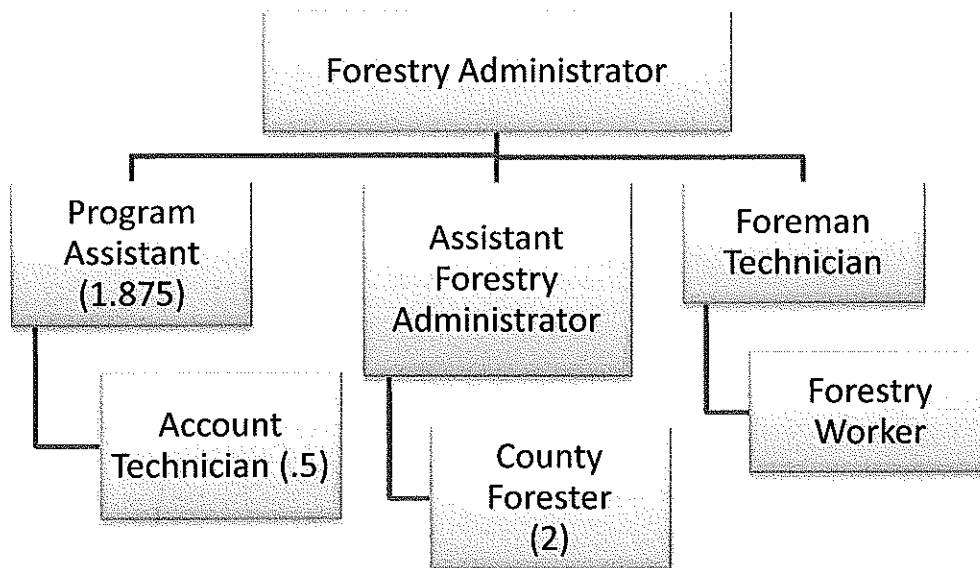 Forestry Administrator
Program
Assistant
(1.875)
Assistant
Forestry
Administrator
Foreman
Technician
Account
Technician (.5)
County
Forester
(2)
Forestry
Worker